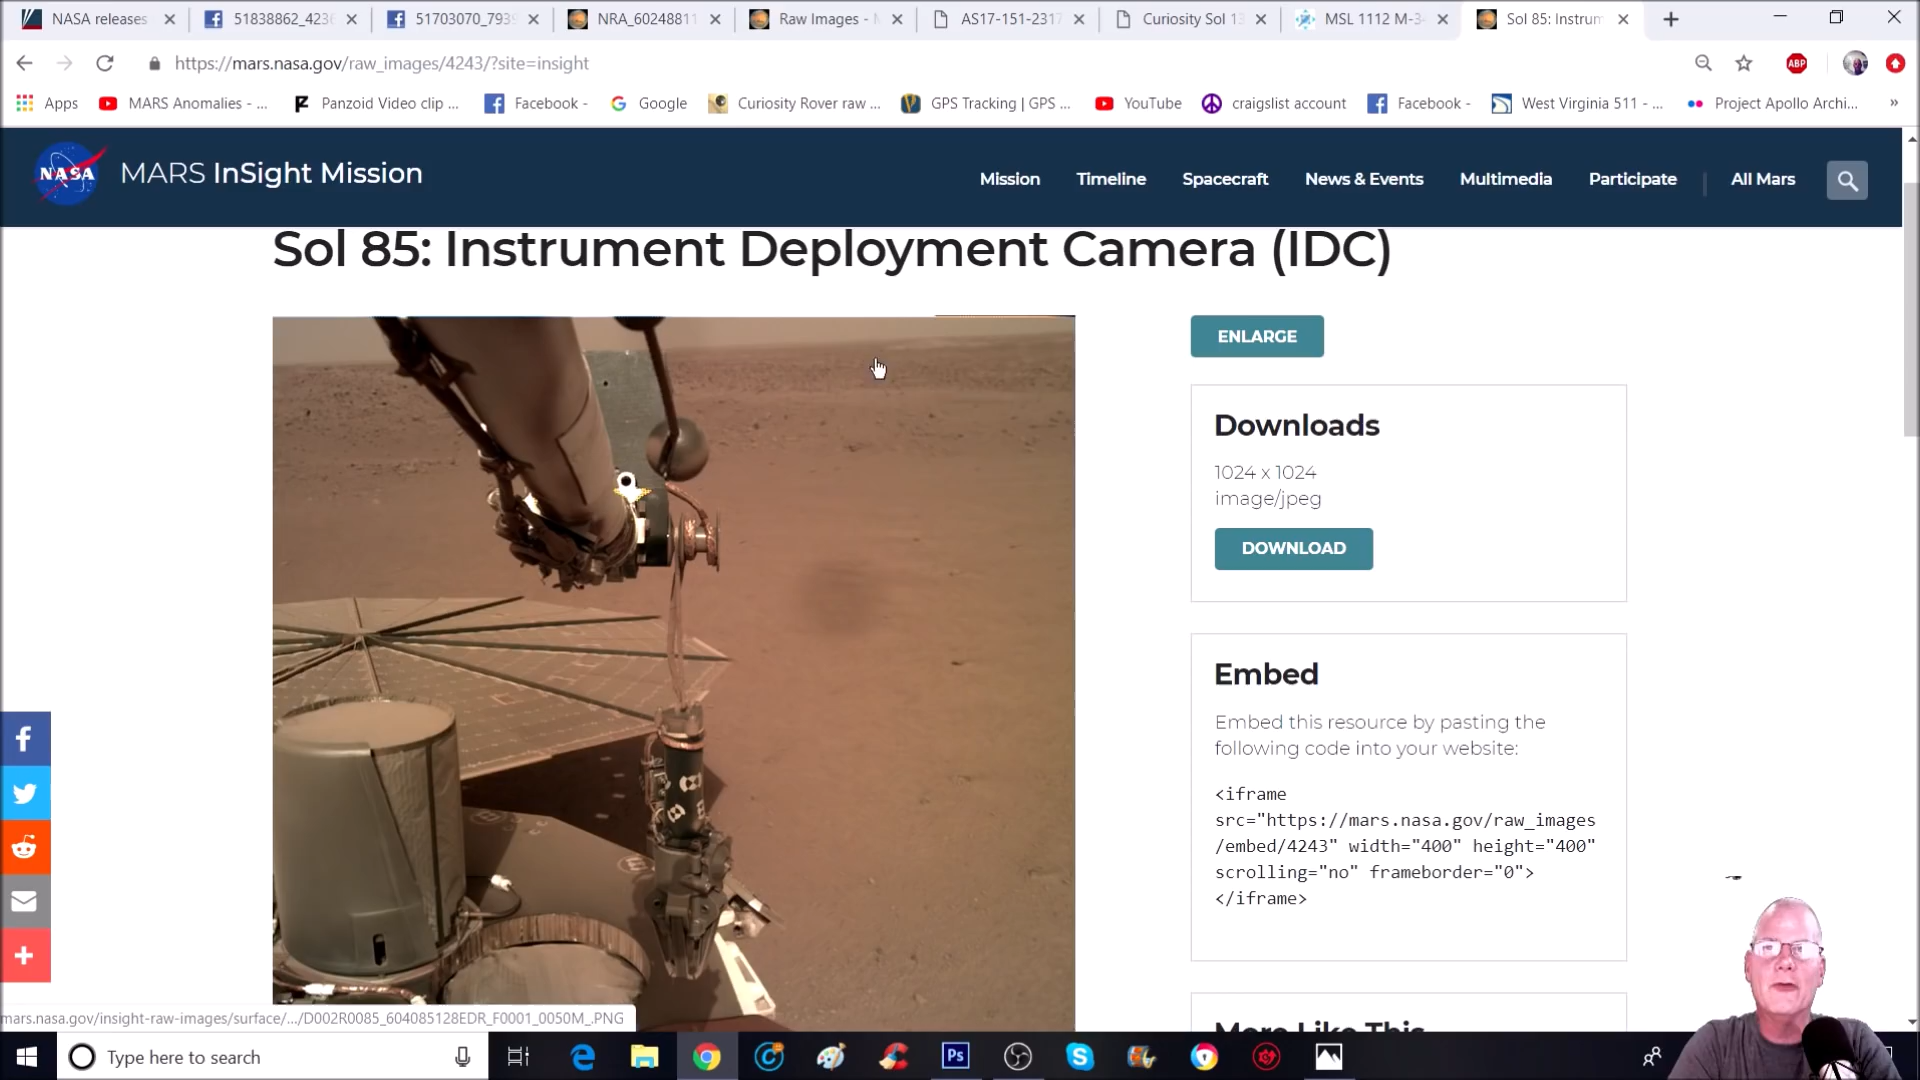 NASA releases
51838862_423
51703070_793
NRA_60248811
Raw Images -
AS17-151-2317
Curiosity Sol 13
MSL 1112 M-3
Sol 85: Instrum
https://mars.nasa.gov/raw_images/4243/?site=insight
ABP
Apps
MARS Anomalies - ...
Panzoid Video clip ...
Facebook -
Google
Curiosity Rover raw ...
GPS Tracking | GPS ...
YouTube
craigslist account
Facebook -
West Virginia 511 - ...
Project Apollo Archi...
»
NASA
MARS InSight Mission
Mission
Timeline
Spacecraft
News & Events
Multimedia
Participate
All Mars
Sol 85: Instrument Deployment Camera (IDC)
ENLARGE
Downloads
1024 x 1024
image/jpeg
DOWNLOAD
Embed
Embed this resource by pasting the
following code into your website:
<iframe
src="https://mars.nasa.gov/raw_images
/embed/4243" width="400" height="400"
scrolling="no" frameborder="0">
</iframe>
More Like This
mars.nasa.gov/insight-raw-images/surface/.../D002R0085_604085128EDR_F0001_0050M_.PNG
Type here to search
Ps